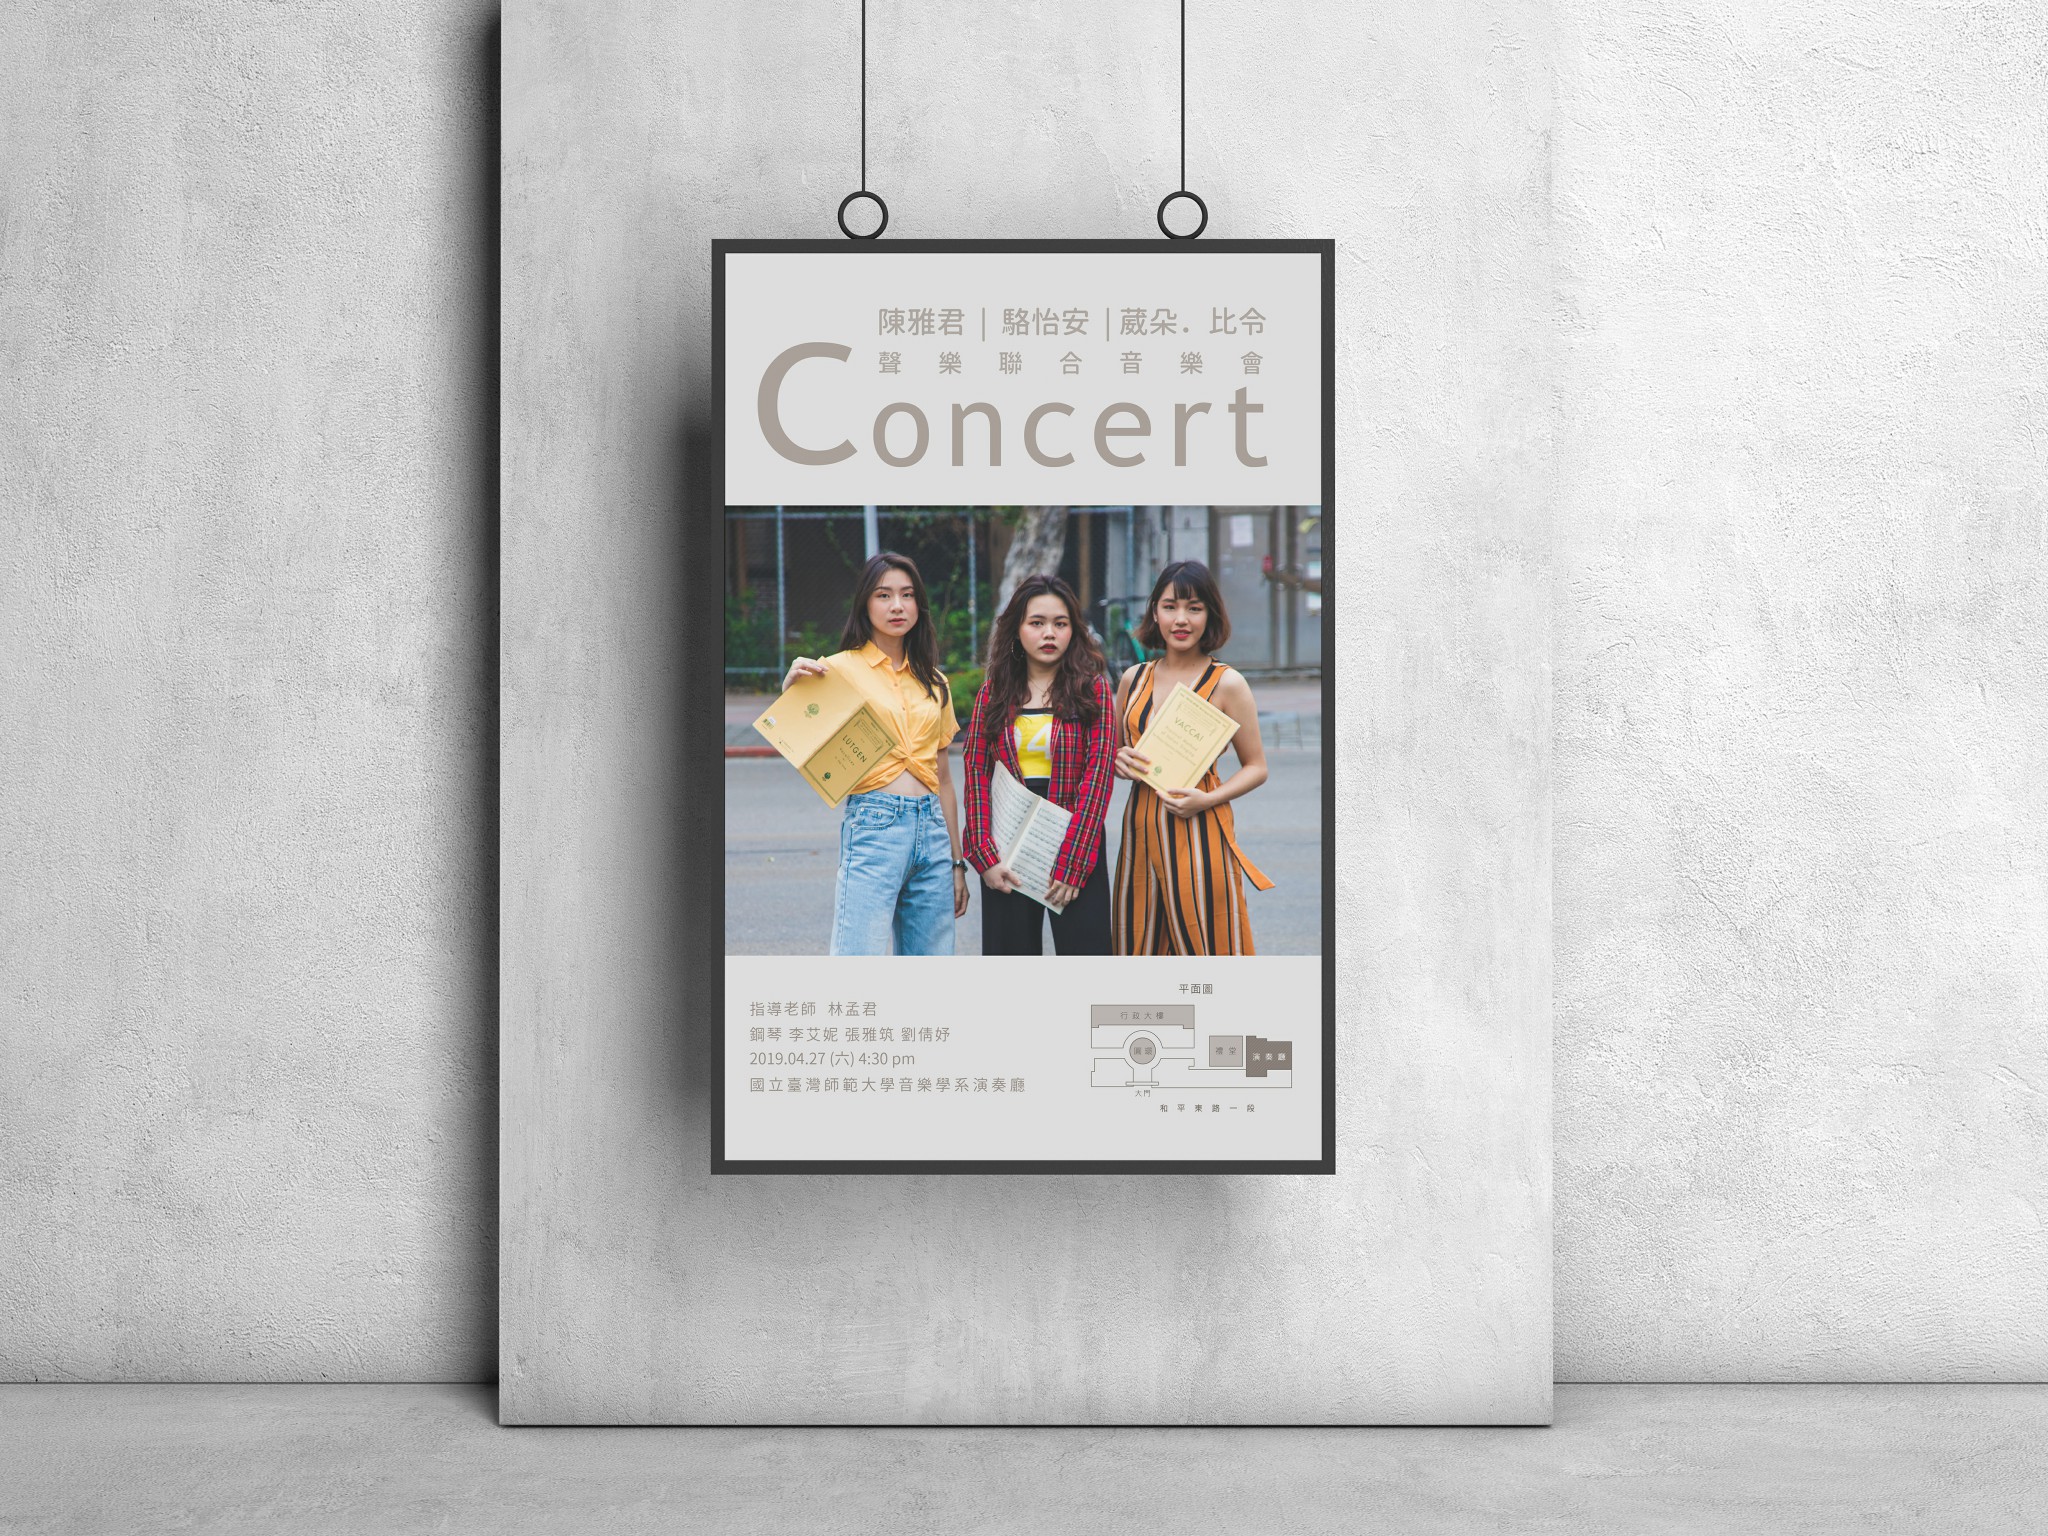 陳雅君 | 駱怡安 | 葳朵．比令
聲樂聯合音樂會
Concert
LUTGEN
94
VACCAI
指導老師 林孟君
鋼琴 李艾妮 張雅筑 劉倩妤
2019.04.27 (六) 4:30 pm
國立臺灣師範大學音樂學系演奏廳
平面圖
行政大樓
禮堂
演奏廳
大門
和平東路一段